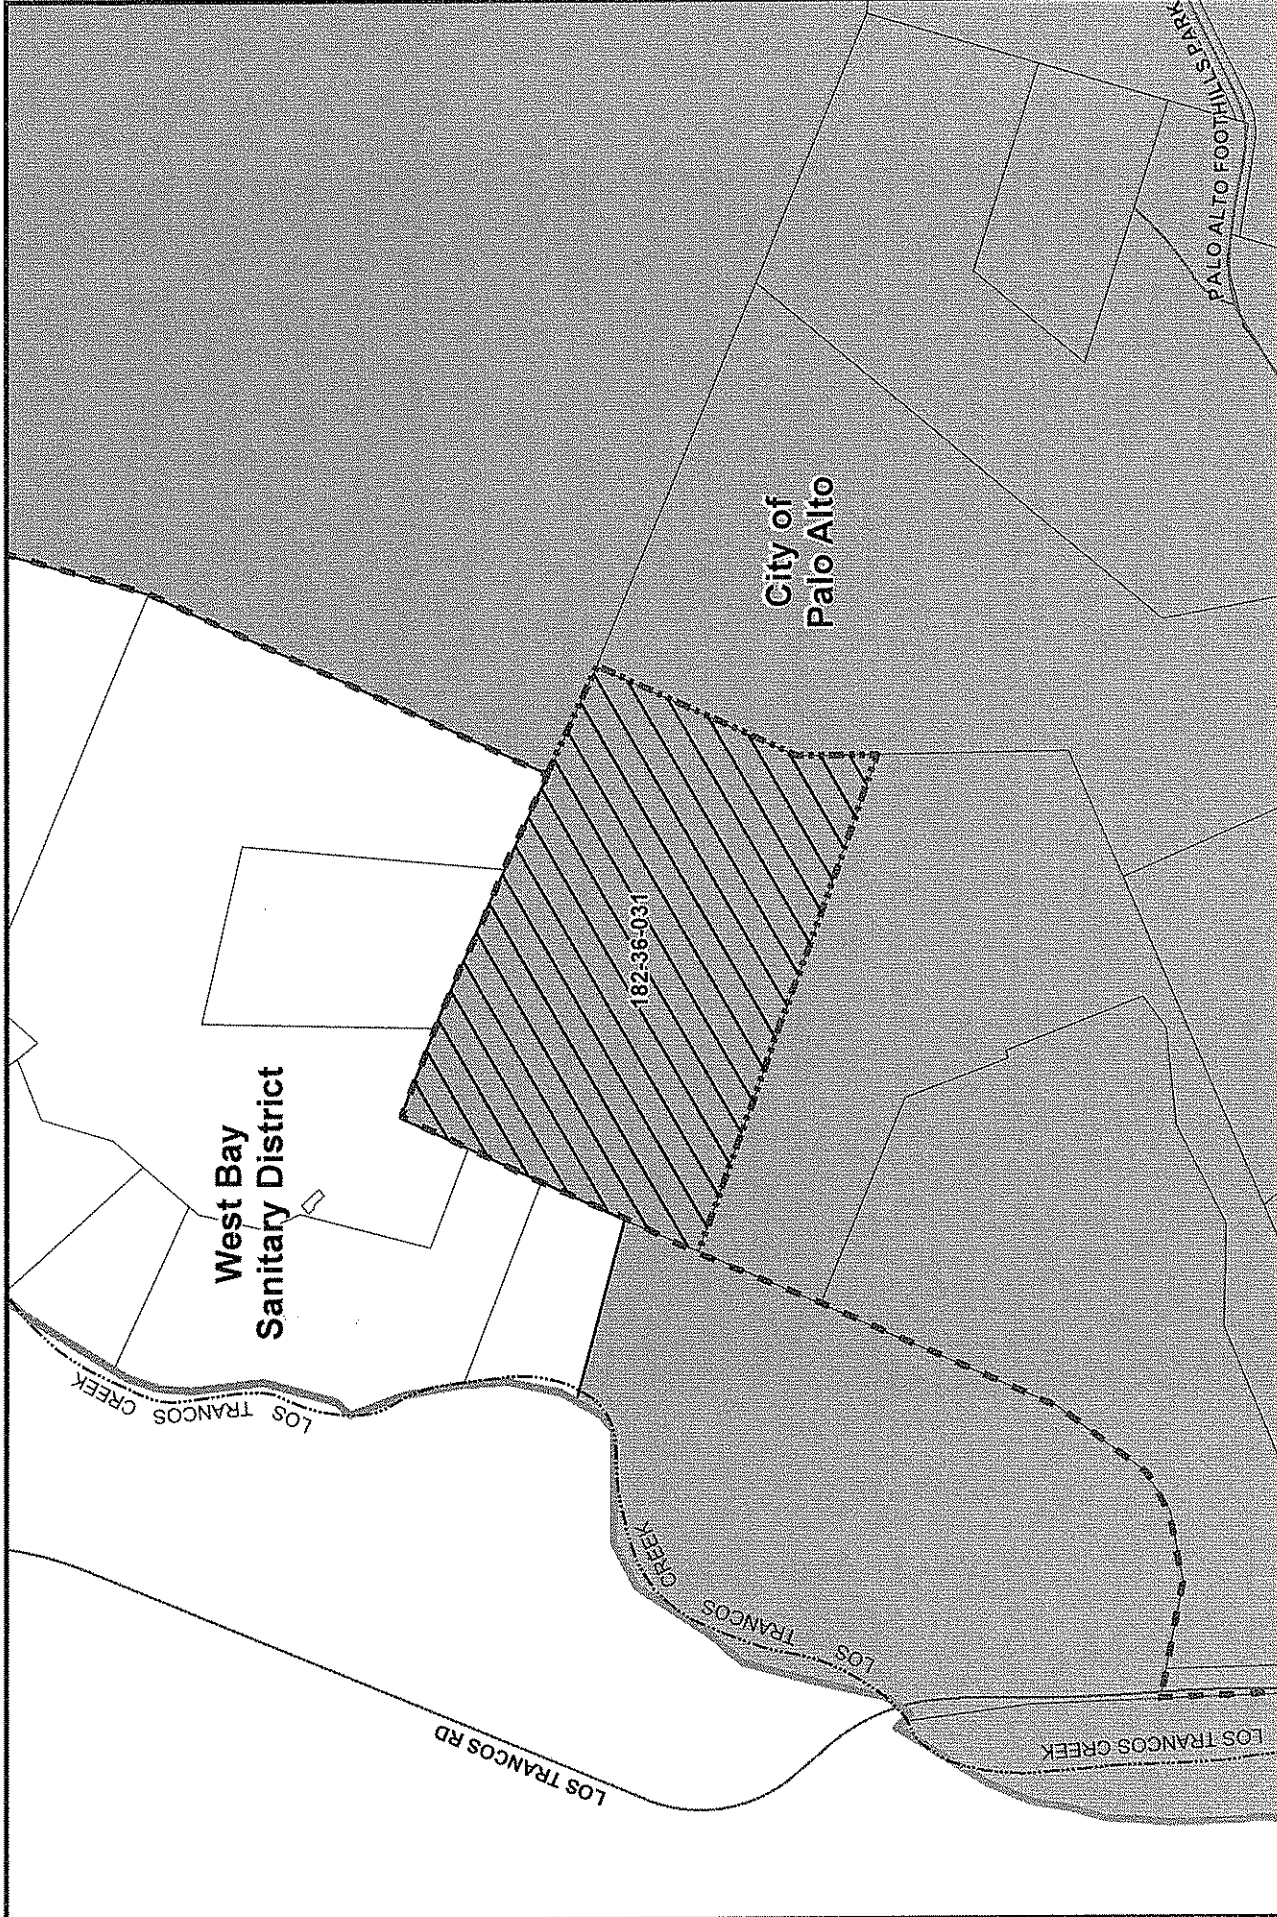 West Bay
Sanitary District
City of
Palo Alto
182-36-031
PALO ALTO FOOTHILLS PARK
LOS TRANCOS CREEK
LOS TRANCOS CREEK
LOS TRANCOS CREEK
LOS TRANCOS RD